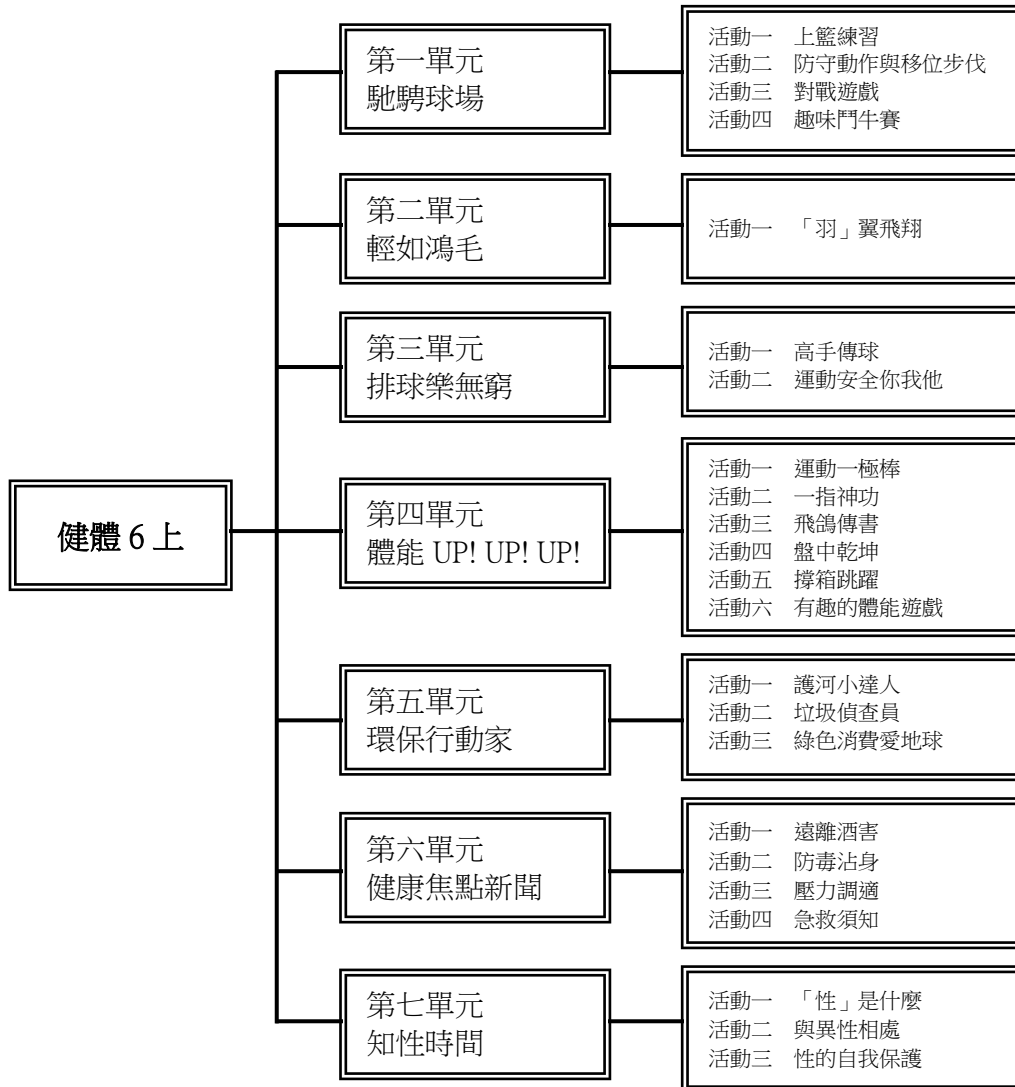 健體 6 上
第一單元
馳騁球場
活動一 上籃練習
活動二 防守動作與移位步伐
活動三 對戰遊戲
活動四 趣味鬥牛賽
第二單元
輕如鴻毛
活動一 「羽」翼飛翔
第三單元
排球樂無窮
活動一 高手傳球
活動二 運動安全你我他
第四單元
體能 UP! UP! UP!
活動一 運動一極棒
活動二 一指神功
活動三 飛鴿傳書
活動四 盤中乾坤
活動五 撐箱跳躍
活動六 有趣的體能遊戲
第五單元
環保行動家
活動一 護河小達人
活動二 垃圾偵查員
活動三 綠色消費愛地球
第六單元
健康焦點新聞
活動一 遠離酒害
活動二 防毒沾身
活動三 壓力調適
活動四 急救須知
第七單元
知性時間
活動一 「性」是什麼
活動二 與異性相處
活動三 性的自我保護